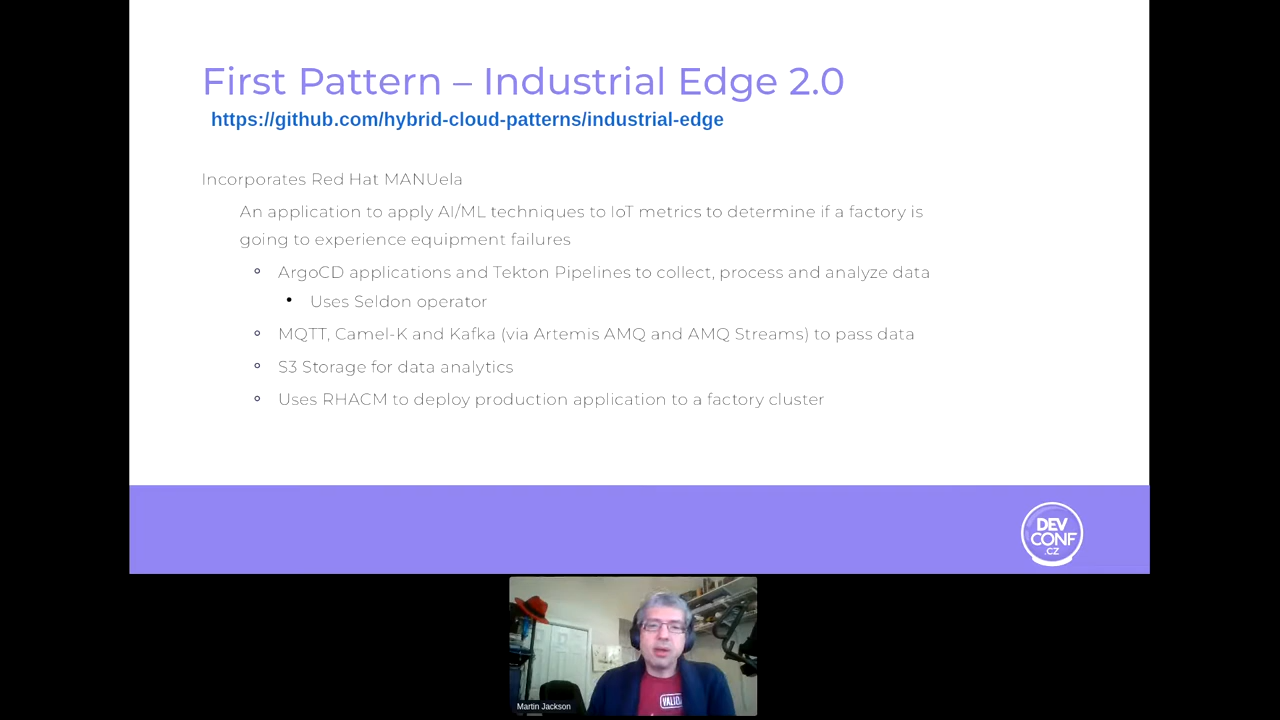 First Pattern – Industrial Edge 2.0
https://github.com/hybrid-cloud-patterns/industrial-edge
Incorporates Red Hat MANUela
An application to apply AI/ML techniques to IoT metrics to determine if a factory is
going to experience equipment failures
ArgoCD applications and Tekton Pipelines to collect, process and analyze data
Uses Seldon operator
MQTT, Camel-K and Kafka (via Artemis AMQ and AMQ Streams) to pass data
S3 Storage for data analytics
Uses RHACM to deploy production application to a factory cluster
DEV
CONF
.CZ
Martin Jackson